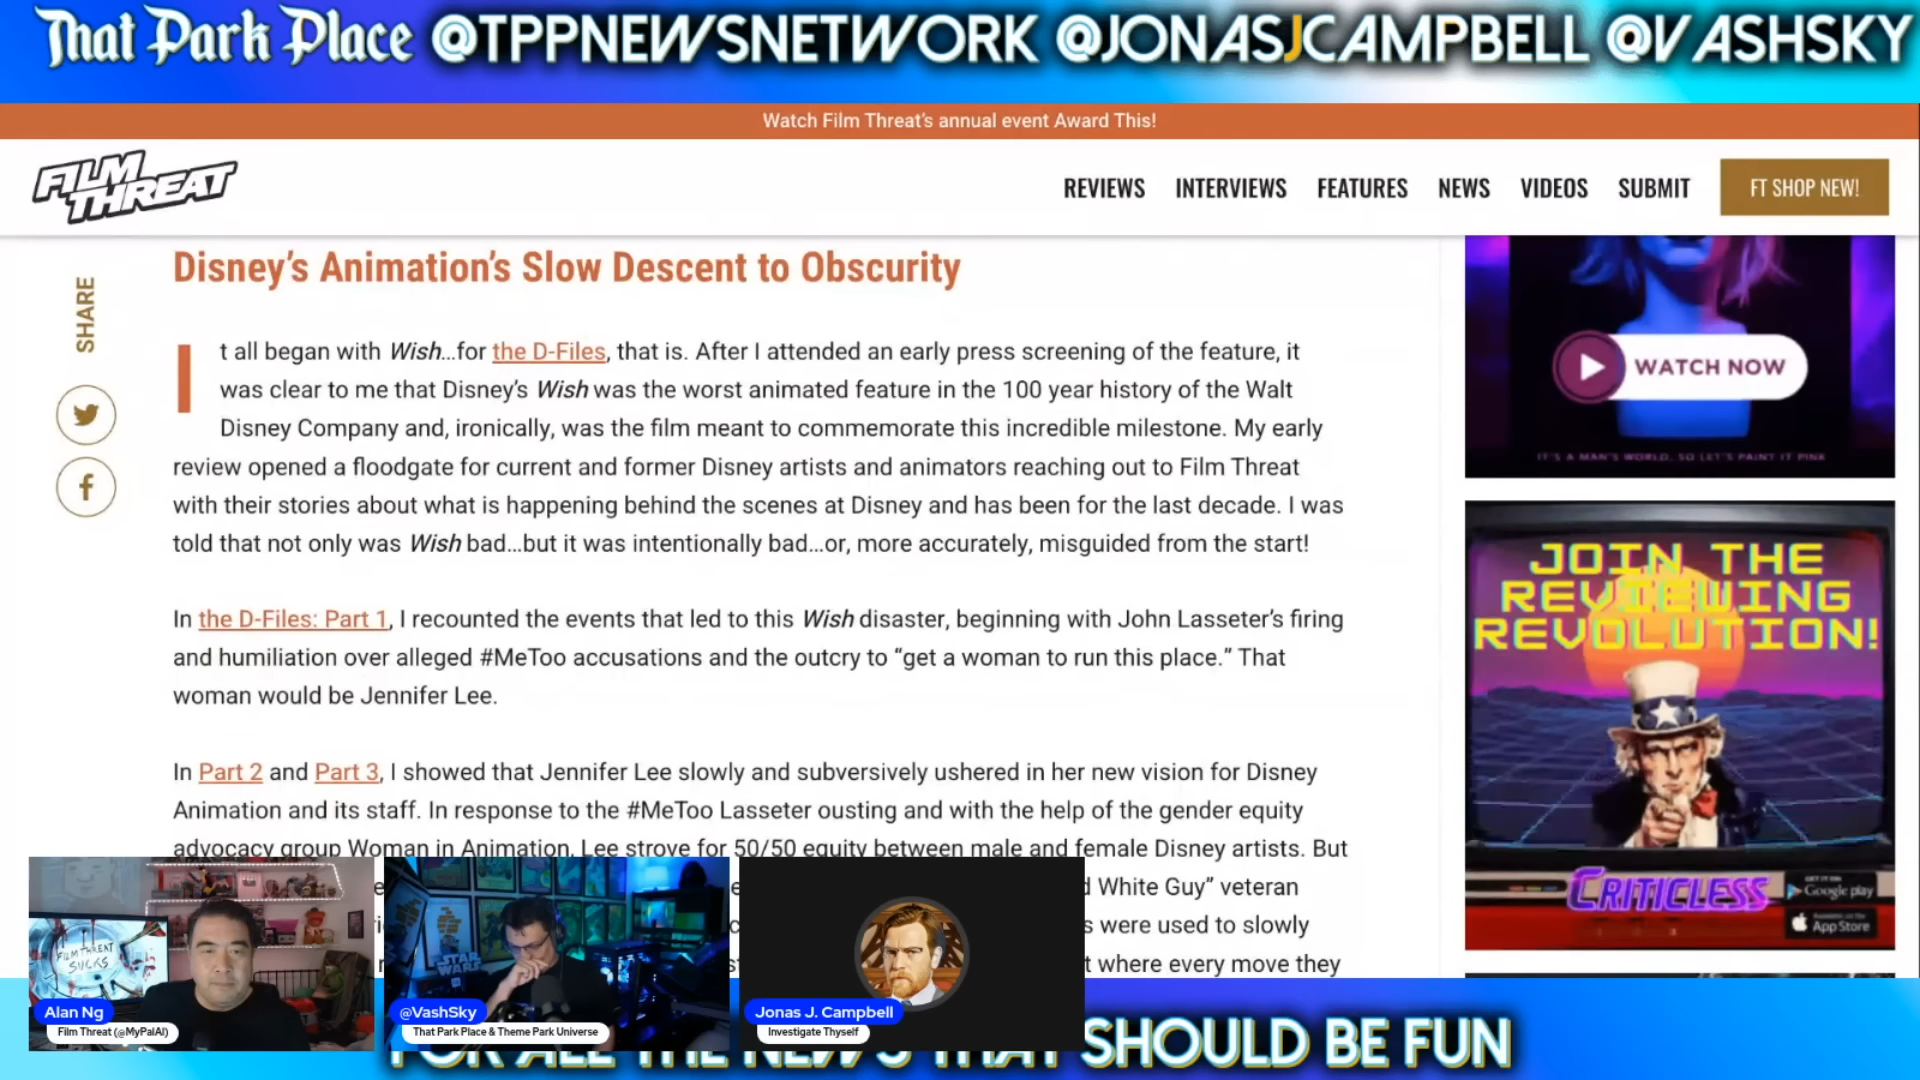 That Park Place @TPPNEWSNETWORK @JONASJCAMPBELL @VASHSKY
Watch Film Threat's annual event Award This!
FILM THREAT
REVIEWS INTERVIEWS FEATURES NEWS VIDEOS SUBMIT FT SHOP NEW!
SHARE
Disney's Animation's Slow Descent to Obscurity
It all began with Wish...for the D-Files, that is. After I attended an early press screening of the feature, it
was clear to me that Disney's Wish was the worst animated feature in the 100 year history of the Walt
Disney Company and, ironically, was the film meant to commemorate this incredible milestone. My early
review opened a floodgate for current and former Disney artists and animators reaching out to Film Threat
with their stories about what is happening behind the scenes at Disney and has been for the last decade. I was
told that not only was Wish bad...but it was intentionally bad...or, more accurately, misguided from the start!
In the D-Files: Part 1, I recounted the events that led to this Wish disaster, beginning with John Lasseter's firing
and humiliation over alleged #MeToo accusations and the outcry to “get a woman to run this place.” That
woman would be Jennifer Lee.
In Part 2 and Part 3, I showed that Jennifer Lee slowly and subversively ushered in her new vision for Disney
Animation and its staff. In response to the #MeToo Lasseter ousting and with the help of the gender equity
advocacy group Woman in Animation, Lee strove for 50/50 equity between male and female Disney artists. But
White Guy” veteran
were used to slowly
where every move they
WATCH NOW
IT'S A MAN'S WORLD, SO LET'S PAINT IT PINK
JOIN THE
REVIEWING
REVOLUTION!
CRITICLESS
GET IT ON
Google play
App Store
FILM THREAT
SUCKS
Alan Ng
Film Threat (@MyPalAl)
STAR
WARS
@VashSky
That Park Place & Theme Park Universe
Jonas J. Campbell
Investigate Thyself
FOR ALL THE NEWS THAT SHOULD BE FUN